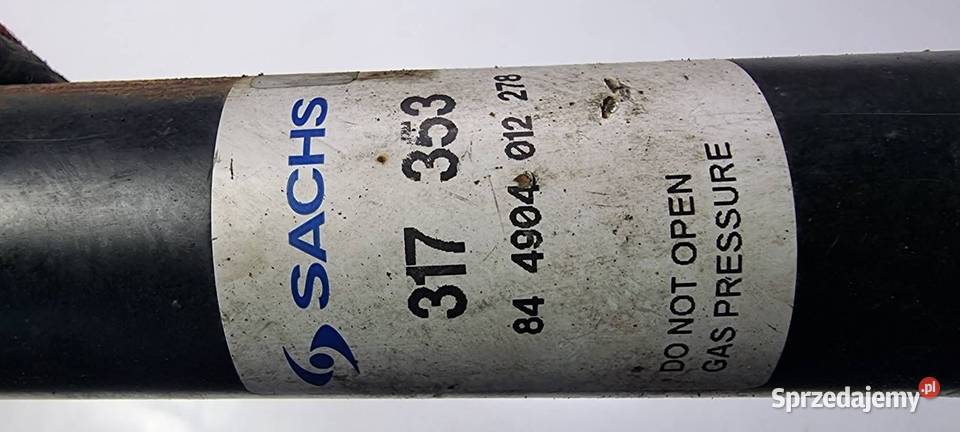 SACHS
317 353
84 4904 012 278
DO NOT OPEN
GAS PRESSURE
Sprzedajemy.pl